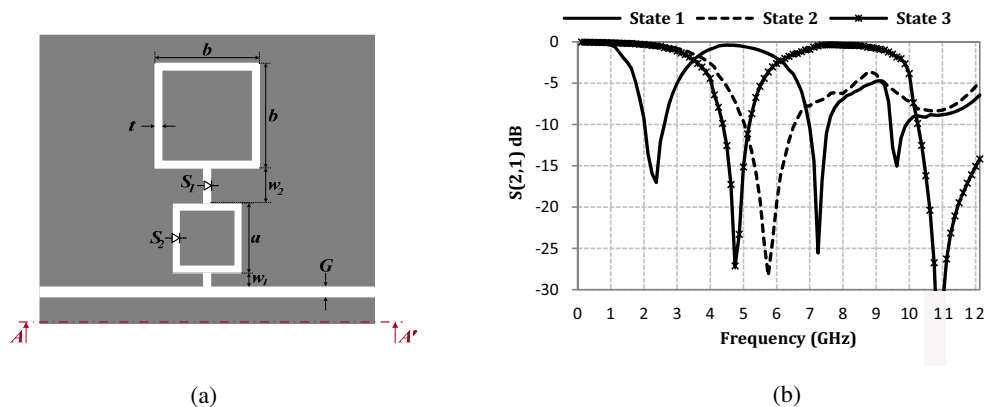 b
b
t
S1
w2
S2
a
G
w1
A
A'
(a)
State 1 State 2 State 3
0
-5
-10
-15
-20
-25
-30
S(2,1) dB
0 1 2 3 4 5 6 7 8 9 10 11 12
Frequency (GHz)
(b)